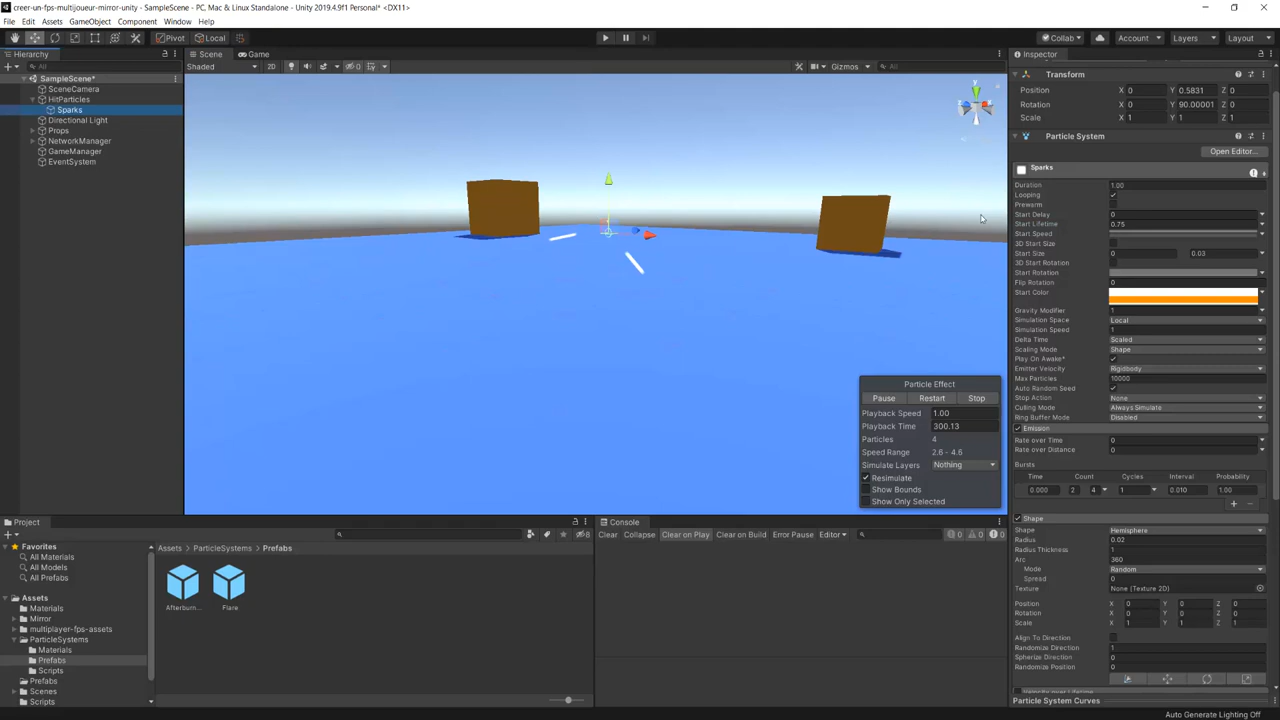 creer-un-fps-multijoueur-mirror-unity - SampleScene - PC, Mac & Linux Standalone - Unity 2019.4.9f1 Personal* <DX11>
File Edit Assets GameObject Component Window Help
Pivot Local Collab Account Layers Layout
Hierarchy Scene Game Inspector
All
Shaded 2D 0 Gizmos All
SampleScene*
SceneCamera
HitParticles
Sparks
Directional Light
Props
NetworkManager
GameManager
EventSystem
y
Particle Effect
Pause Restart Stop
Playback Speed 1.00
Playback Time 300.13
Particles 4
Speed Range 2.6 - 4.6
Simulate Layers Nothing
Resimulate
Show Bounds
Show Only Selected
Transform
Position X 0 Y 0.5831 Z 0
Rotation X 0 Y 90.00001 Z 0
Scale X 1 Y 1 Z 1
Particle System
Open Editor...
Sparks
Duration 1.00
Looping
Prewarm
Start Delay 0
Start Lifetime 0.75
Start Speed
3D Start Size
Start Size 0 0.03
3D Start Rotation
Start Rotation
Flip Rotation 0
Start Color
Gravity Modifier 1
Simulation Space Local
Simulation Speed 1
Delta Time Scaled
Scaling Mode Shape
Play On Awake*
Emitter Velocity Rigidbody
Max Particles 10000
Auto Random Seed
Stop Action None
Culling Mode Always Simulate
Ring Buffer Mode Disabled
Emission
Rate over Time 0
Rate over Distance 0
Bursts
Time Count Cycles Interval Probability
0.000 2 4 1 0.010 1.00
Shape
Shape Hemisphere
Radius 0.02
Radius Thickness 1
Arc 360
Mode Random
Spread 0
Texture None (Texture 2D)
Position X 0 Y 0 Z 0
Rotation X 0 Y 0 Z 0
Scale X 1 Y 1 Z 1
Align To Direction
Randomize Direction 1
Spherize Direction 0
Randomize Position 0
Velocity over Lifetime
Particle System Curves
Project
8
Favorites
All Materials
All Models
All Prefabs
Assets
Materials
Mirror
multiplayer-fps-assets
ParticleSystems
Materials
Prefabs
Scripts
Prefabs
Scenes
Scripts
Assets ParticleSystems Prefabs
Afterburn... Flare
Console
Clear Collapse Clear on Play Clear on Build Error Pause Editor 0 0 0
Auto Generate Lighting Off